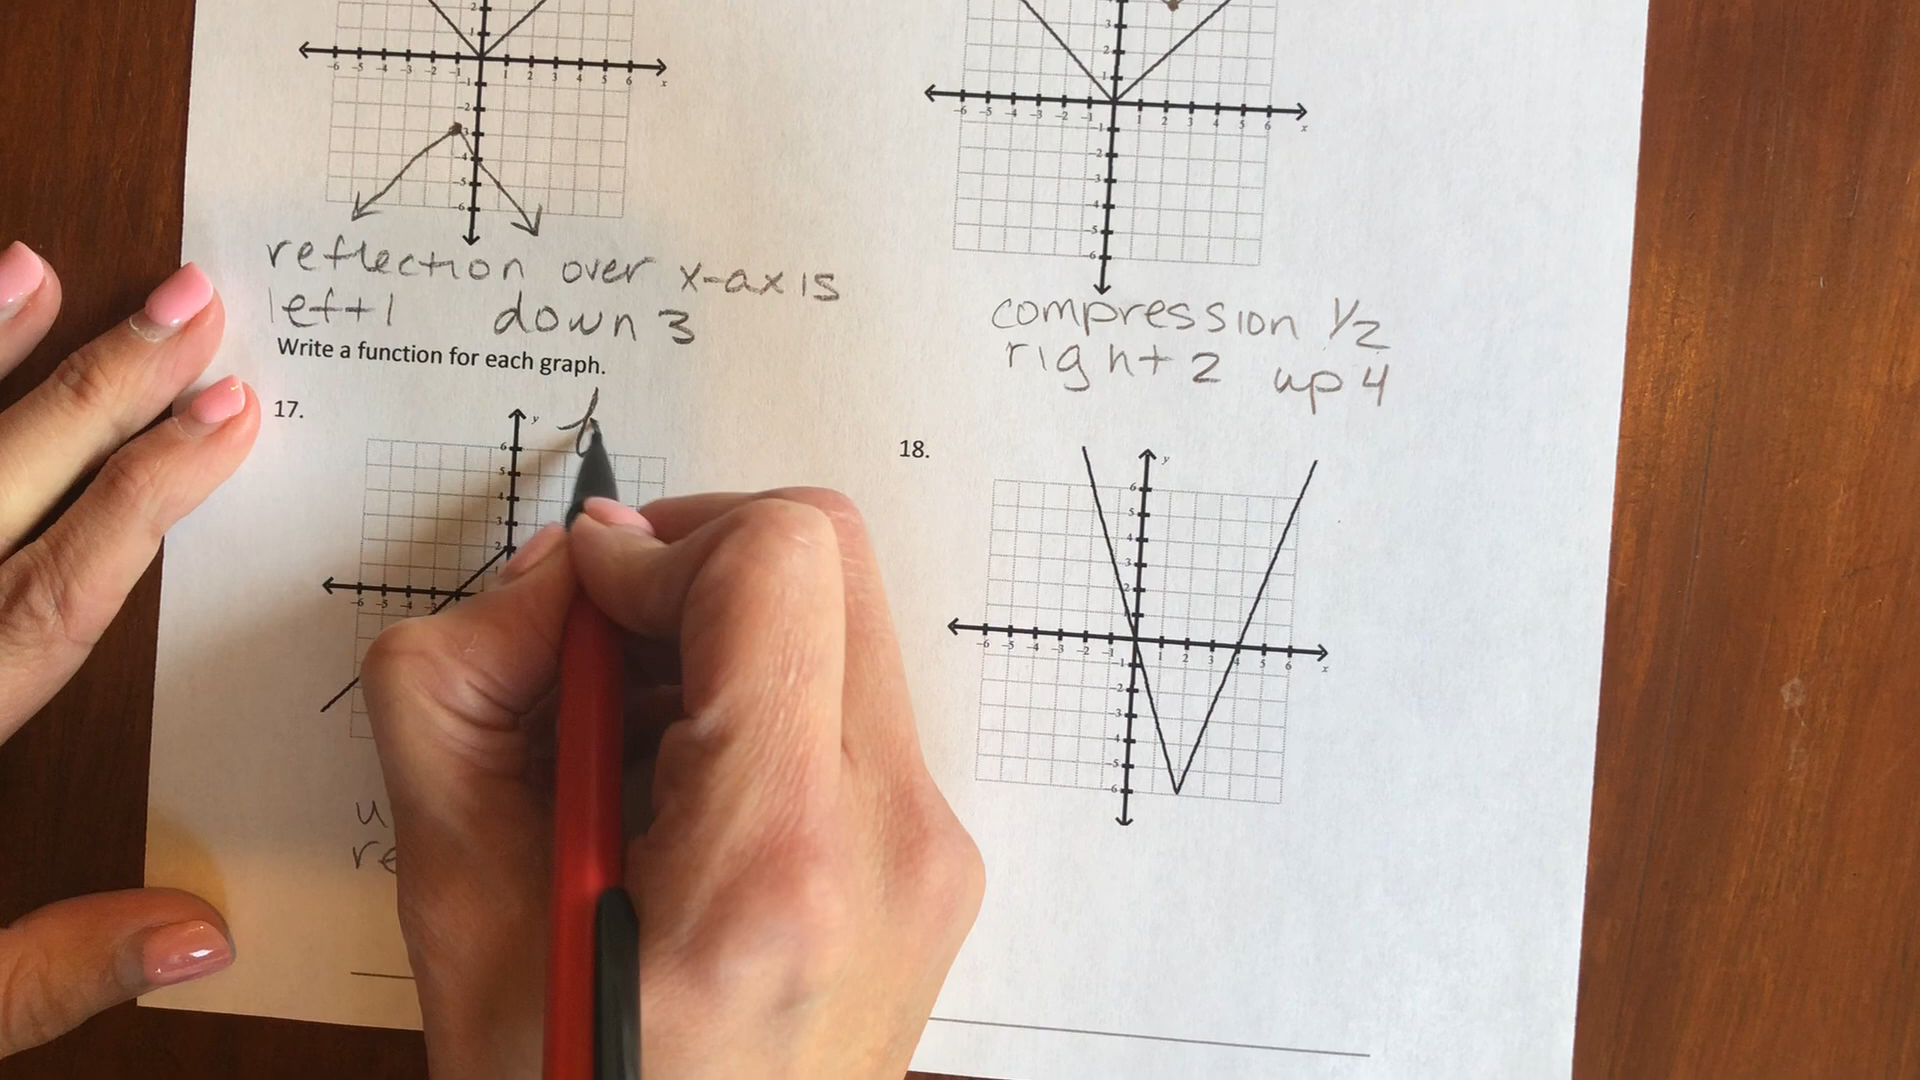 reflection over x-axis
left 1 down 3
compression 1/2
right 2 up 4
Write a function for each graph.
17.
18.